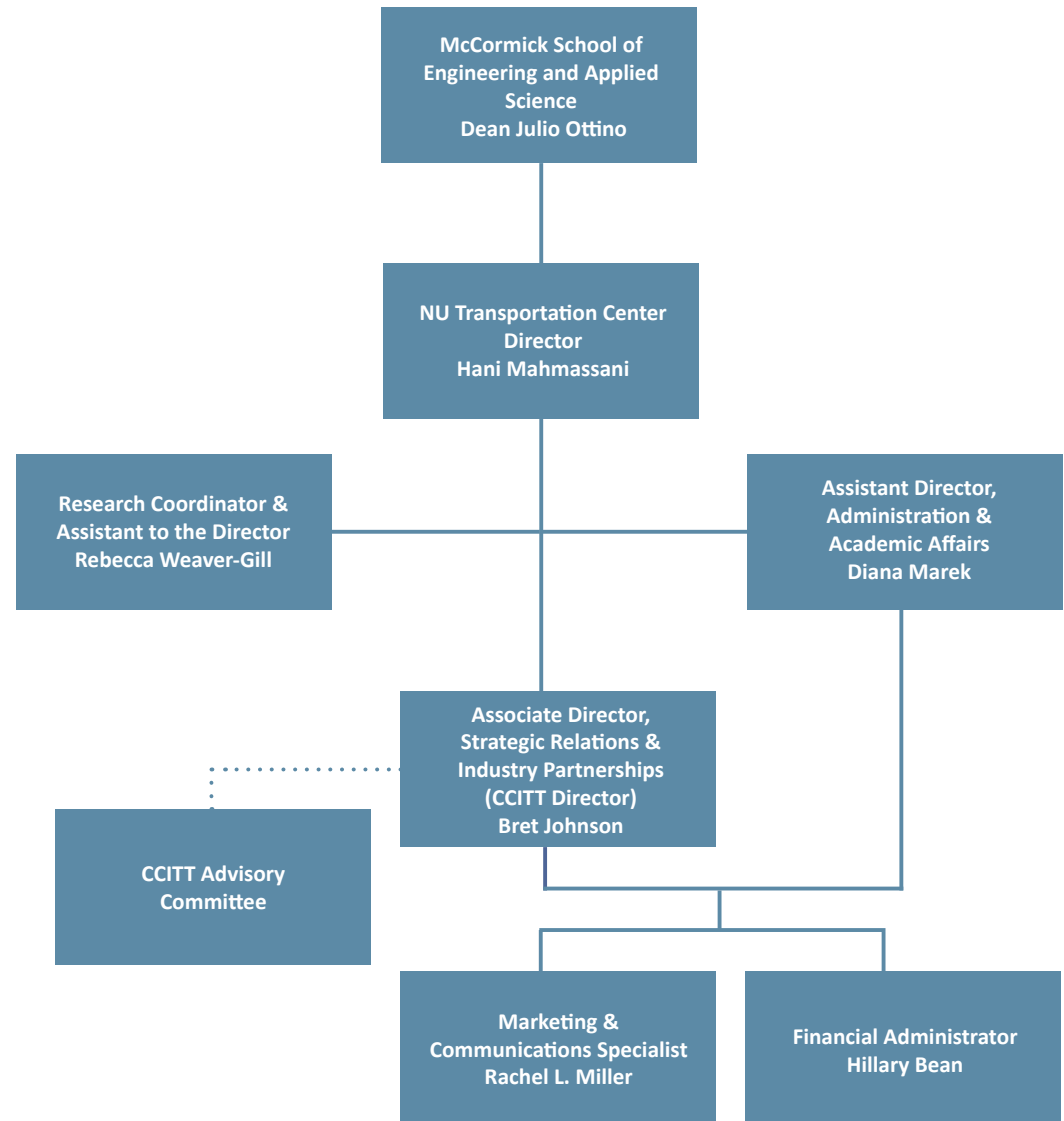 McCormick School of
Engineering and Applied
Science
Dean Julio Ottino
NU Transportation Center
Director
Hani Mahmassani
Research Coordinator &
Assistant to the Director
Rebecca Weaver-Gill
Assistant Director,
Administration &
Academic Affairs
Diana Marek
Associate Director,
Strategic Relations &
Industry Partnerships
(CCITT Director)
Bret Johnson
CCITT Advisory
Committee
Marketing &
Communications Specialist
Rachel L. Miller
Financial Administrator
Hillary Bean